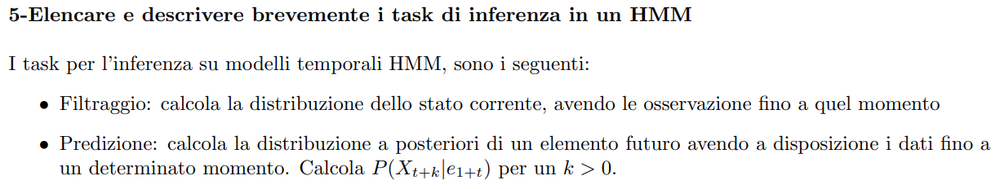 5-Elencare e descrivere brevemente i task di inferenza in un HMM
I task per l'inferenza su modelli temporali HMM, sono i seguenti:
• Filtraggio: calcola la distribuzione dello stato corrente, avendo le osservazione fino a quel momento
• Predizione: calcola la distribuzione a posteriori di un elemento futuro avendo a disposizione i dati fino a
un determinato momento. Calcola $P(X_{t+k}|e_{1+t})$ per un $k > 0$.